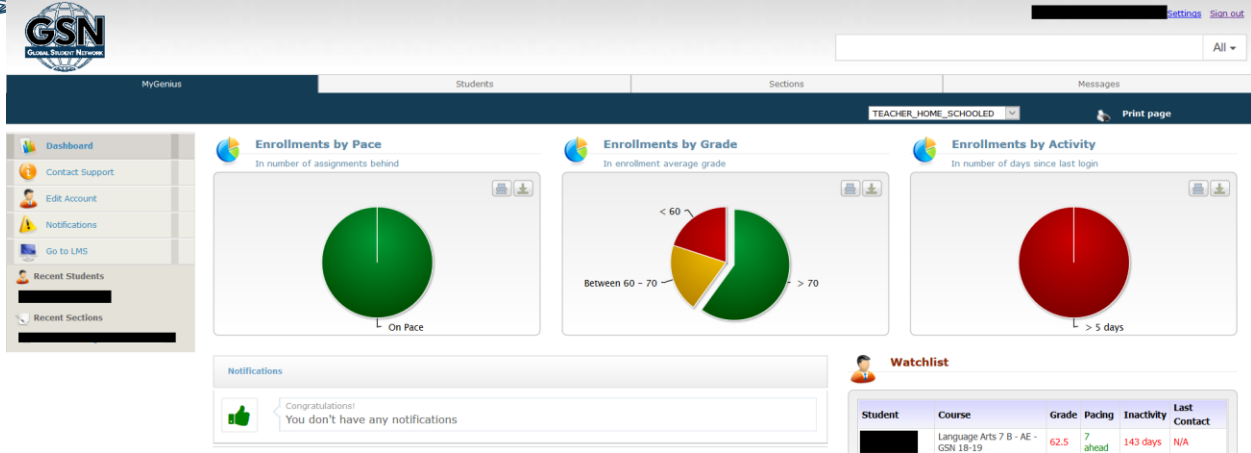 GSN
GLOBAL STUDENT NETWORK
Settings Sign out
All
MyGenius Students Sections Messages
TEACHER_HOME_SCHOOLED Print page
Dashboard
Contact Support
Edit Account
Notifications
Go to LMS
Recent Students
Recent Sections
Enrollments by Pace
In number of assignments behind
On Pace
Enrollments by Grade
In enrollment average grade
< 60
Between 60 - 70
> 70
Enrollments by Activity
In number of days since last login
> 5 days
Notifications
Congratulations!
You don't have any notifications
Watchlist
Student Course Grade Pacing Inactivity Last Contact
Language Arts 7 B - AE - GSN 18-19 62.5 7 ahead 143 days N/A